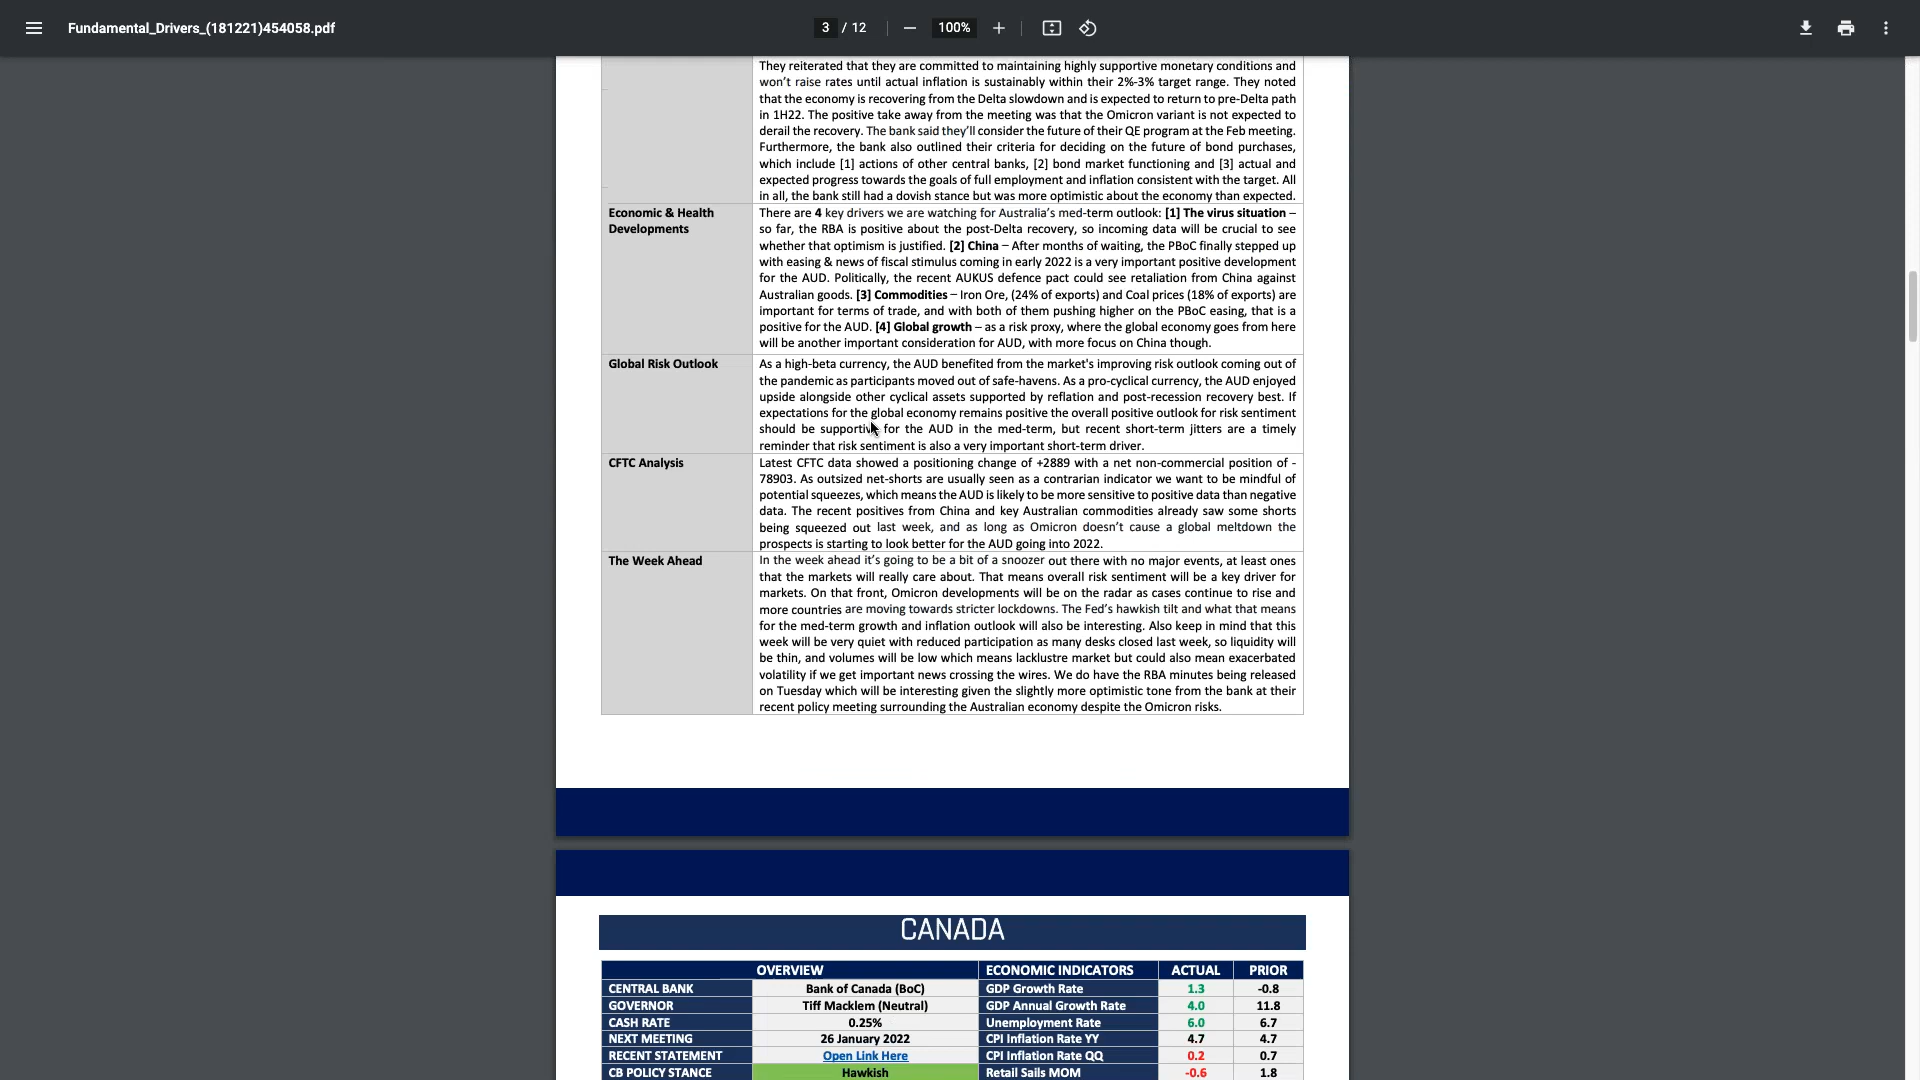 Fundamental_Drivers_(181221)454058.pdf
3 / 12
100%
They reiterated that they are committed to maintaining highly supportive monetary conditions and
won't raise rates until actual inflation is sustainably within their 2%-3% target range. They noted
that the economy is recovering from the Delta slowdown and is expected to return to pre-Delta path
in 1H22. The positive take away from the meeting was that the Omicron variant is not expected to
derail the recovery. The bank said they'll consider the future of their QE program at the Feb meeting.
Furthermore, the bank also outlined their criteria for deciding on the future of bond purchases,
which include [1] actions of other central banks, [2] bond market functioning and [3] actual and
expected progress towards the goals of full employment and inflation consistent with the target. All
in all, the bank still had a dovish stance but was more optimistic about the economy than expected.
Economic & Health
Developments
There are 4 key drivers we are watching for Australia's med-term outlook: [1] The virus situation –
so far, the RBA is positive about the post-Delta recovery, so incoming data will be crucial to see
whether that optimism is justified. [2] China – After months of waiting, the PBoC finally stepped up
with easing & news of fiscal stimulus coming in early 2022 is a very important positive development
for the AUD. Politically, the recent AUKUS defence pact could see retaliation from China against
Australian goods. [3] Commodities – Iron Ore, (24% of exports) and Coal prices (18% of exports) are
important for terms of trade, and with both of them pushing higher on the PBoC easing, that is a
positive for the AUD. [4] Global growth – as a risk proxy, where the global economy goes from here
will be another important consideration for AUD, with more focus on China though.
Global Risk Outlook
As a high-beta currency, the AUD benefited from the market's improving risk outlook coming out of
the pandemic as participants moved out of safe-havens. As a pro-cyclical currency, the AUD enjoyed
upside alongside other cyclical assets supported by reflation and post-recession recovery best. If
expectations for the global economy remains positive the overall positive outlook for risk sentiment
should be supportive for the AUD in the med-term, but recent short-term jitters are a timely
reminder that risk sentiment is also a very important short-term driver.
CFTC Analysis
Latest CFTC data showed a positioning change of +2889 with a net non-commercial position of -
78903. As outsized net-shorts are usually seen as a contrarian indicator we want to be mindful of
potential squeezes, which means the AUD is likely to be more sensitive to positive data than negative
data. The recent positives from China and key Australian commodities already saw some shorts
being squeezed out last week, and as long as Omicron doesn't cause a global meltdown the
prospects is starting to look better for the AUD going into 2022.
The Week Ahead
In the week ahead it's going to be a bit of a snoozer out there with no major events, at least ones
that the markets will really care about. That means overall risk sentiment will be a key driver for
markets. On that front, Omicron developments will be on the radar as cases continue to rise and
more countries are moving towards stricter lockdowns. The Fed's hawkish tilt and what that means
for the med-term growth and inflation outlook will also be interesting. Also keep in mind that this
week will be very quiet with reduced participation as many desks closed last week, so liquidity will
be thin, and volumes will be low which means lacklustre market but could also mean exacerbated
volatility if we get important news crossing the wires. We do have the RBA minutes being released
on Tuesday which will be interesting given the slightly more optimistic tone from the bank at their
recent policy meeting surrounding the Australian economy despite the Omicron risks.
CANADA
OVERVIEW ECONOMIC INDICATORS ACTUAL PRIOR
CENTRAL BANK Bank of Canada (BoC) GDP Growth Rate 1.3 -0.8
GOVERNOR Tiff Macklem (Neutral) GDP Annual Growth Rate 4.0 11.8
CASH RATE 0.25% Unemployment Rate 6.0 6.7
NEXT MEETING 26 January 2022 CPI Inflation Rate YY 4.7 4.7
RECENT STATEMENT Open Link Here CPI Inflation Rate QQ 0.2 0.7
CB POLICY STANCE Hawkish Retail Sails MOM -0.6 1.8